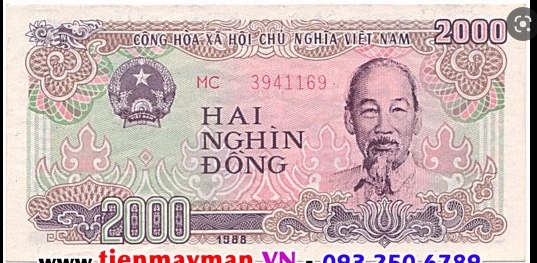 CỘNG HÒA XÃ HỘI CHỦ NGHĨA VIỆT NAM
2000
MC 3941169
HAI
NGHÌN
ĐỒNG
2000
1988
www.tienmayman.VN - 093.250.6789